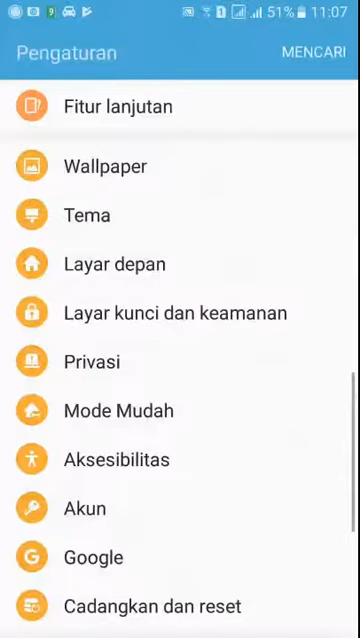 51% 11:07
Pengaturan MENCARI
Fitur lanjutan
Wallpaper
Tema
Layar depan
Layar kunci dan keamanan
Privasi
Mode Mudah
Aksesibilitas
Akun
Google
Cadangkan dan reset